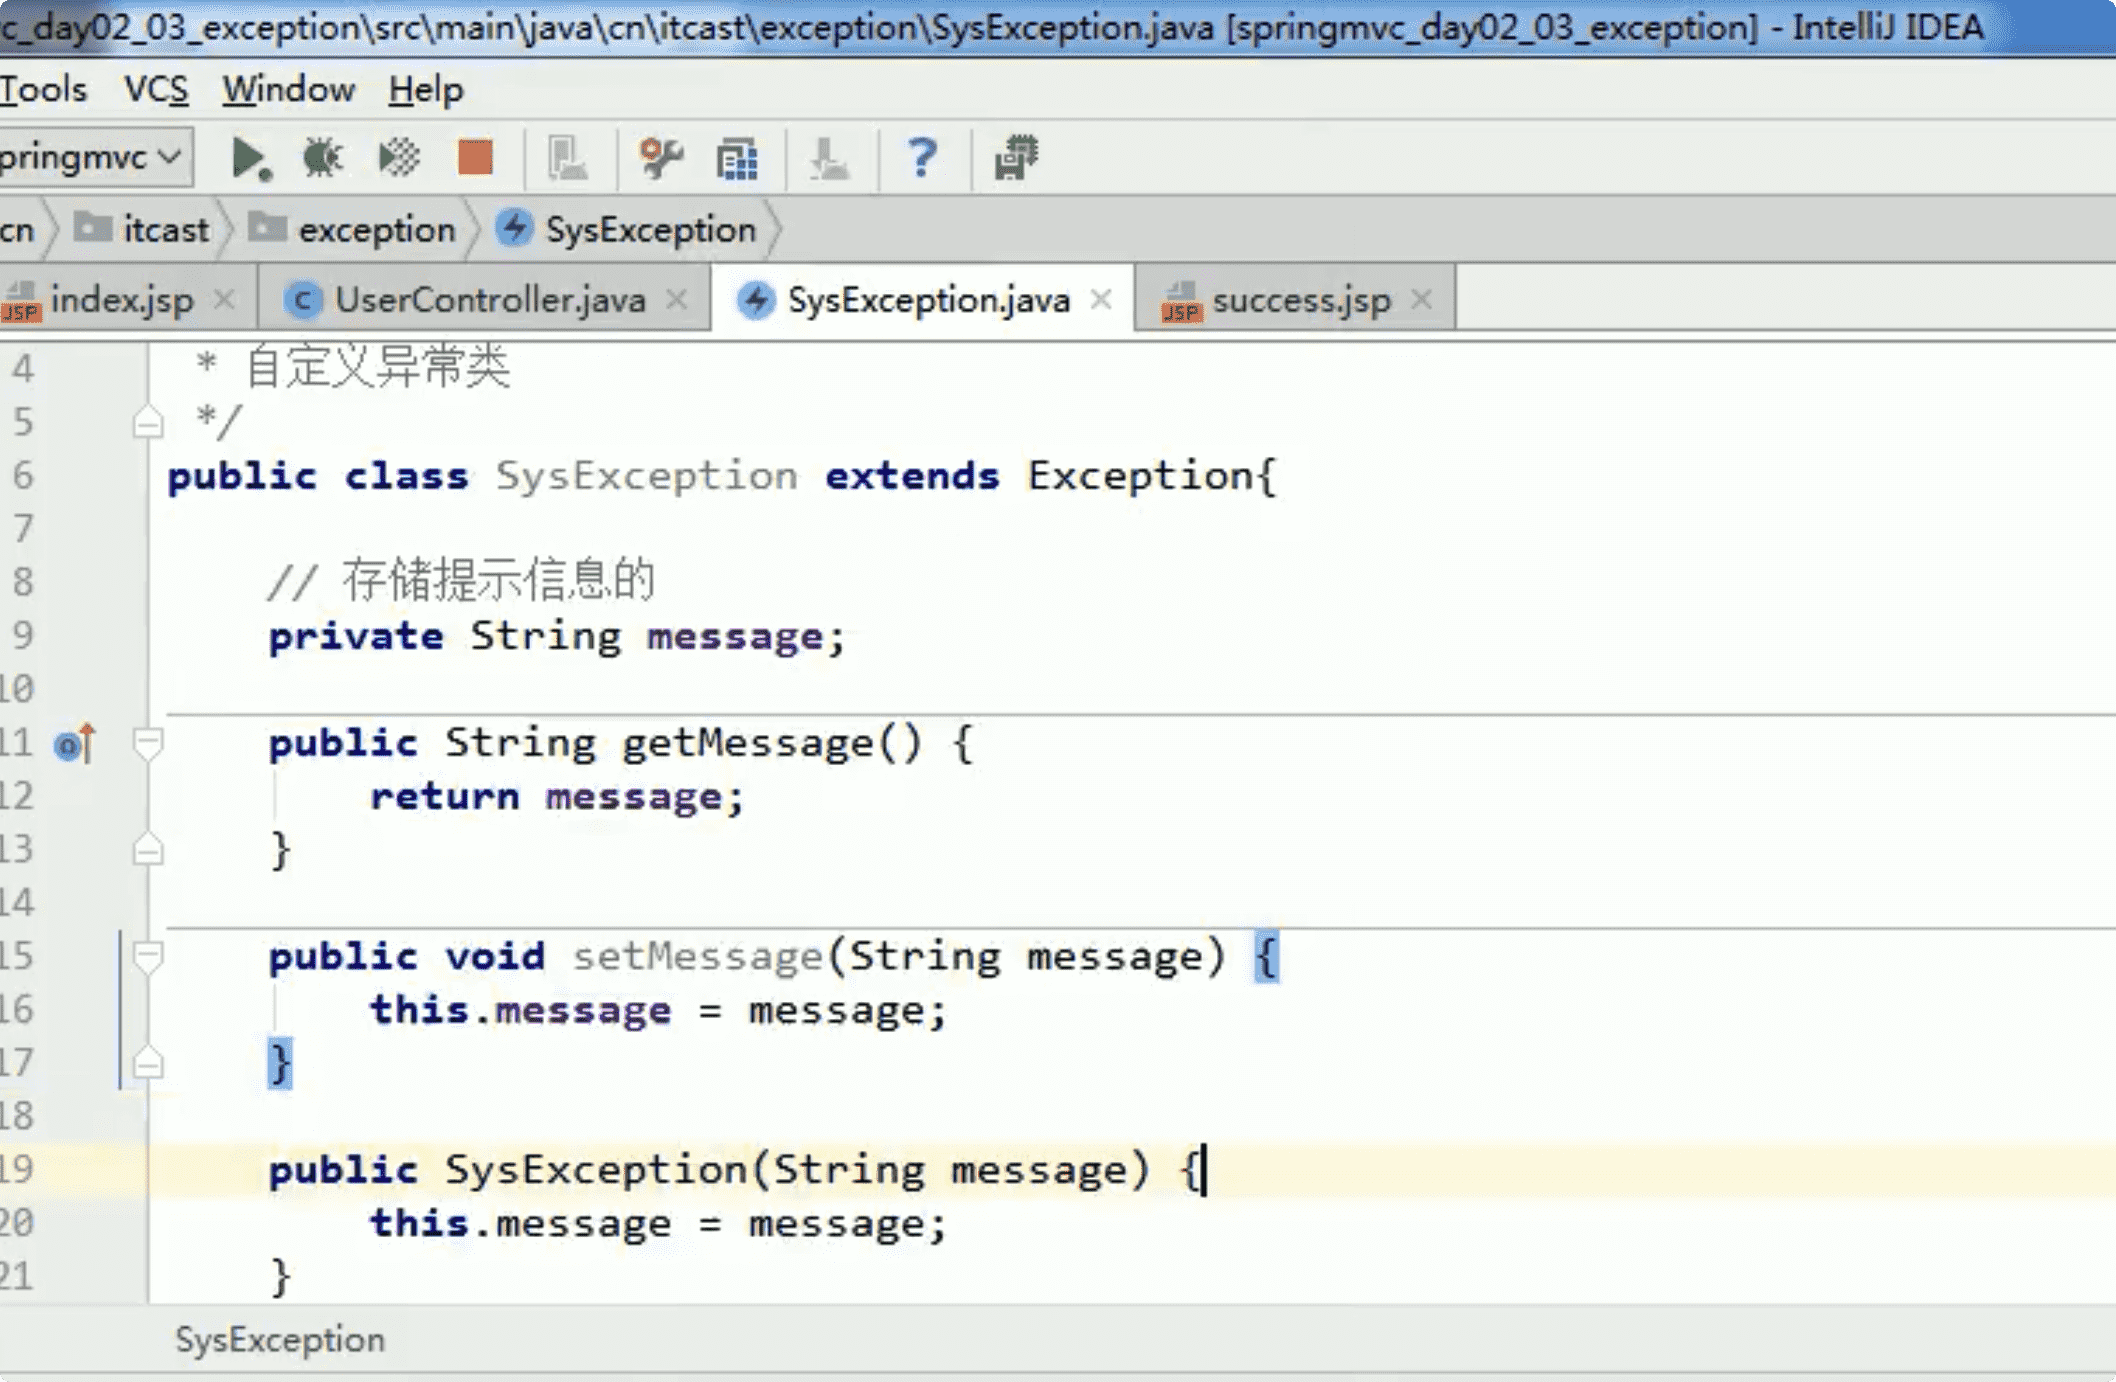 c_day02_03_exception\src\main\java\cn\itcast\exception\SysException.java [springmvc_day02_03_exception] - IntelliJ IDEA
Tools VCS Window Help
pringmvc
cn itcast exception SysException
JSP index.jsp C UserController.java SysException.java JSP success.jsp
4 * 自定义异常类
5 */
6 public class SysException extends Exception{
7
8 // 存储提示信息的
9 private String message;
10
11 public String getMessage() {
12 return message;
13 }
14
15 public void setMessage(String message) {
16 this.message = message;
17 }
18
19 public SysException(String message) {
20 this.message = message;
21 }
SysException